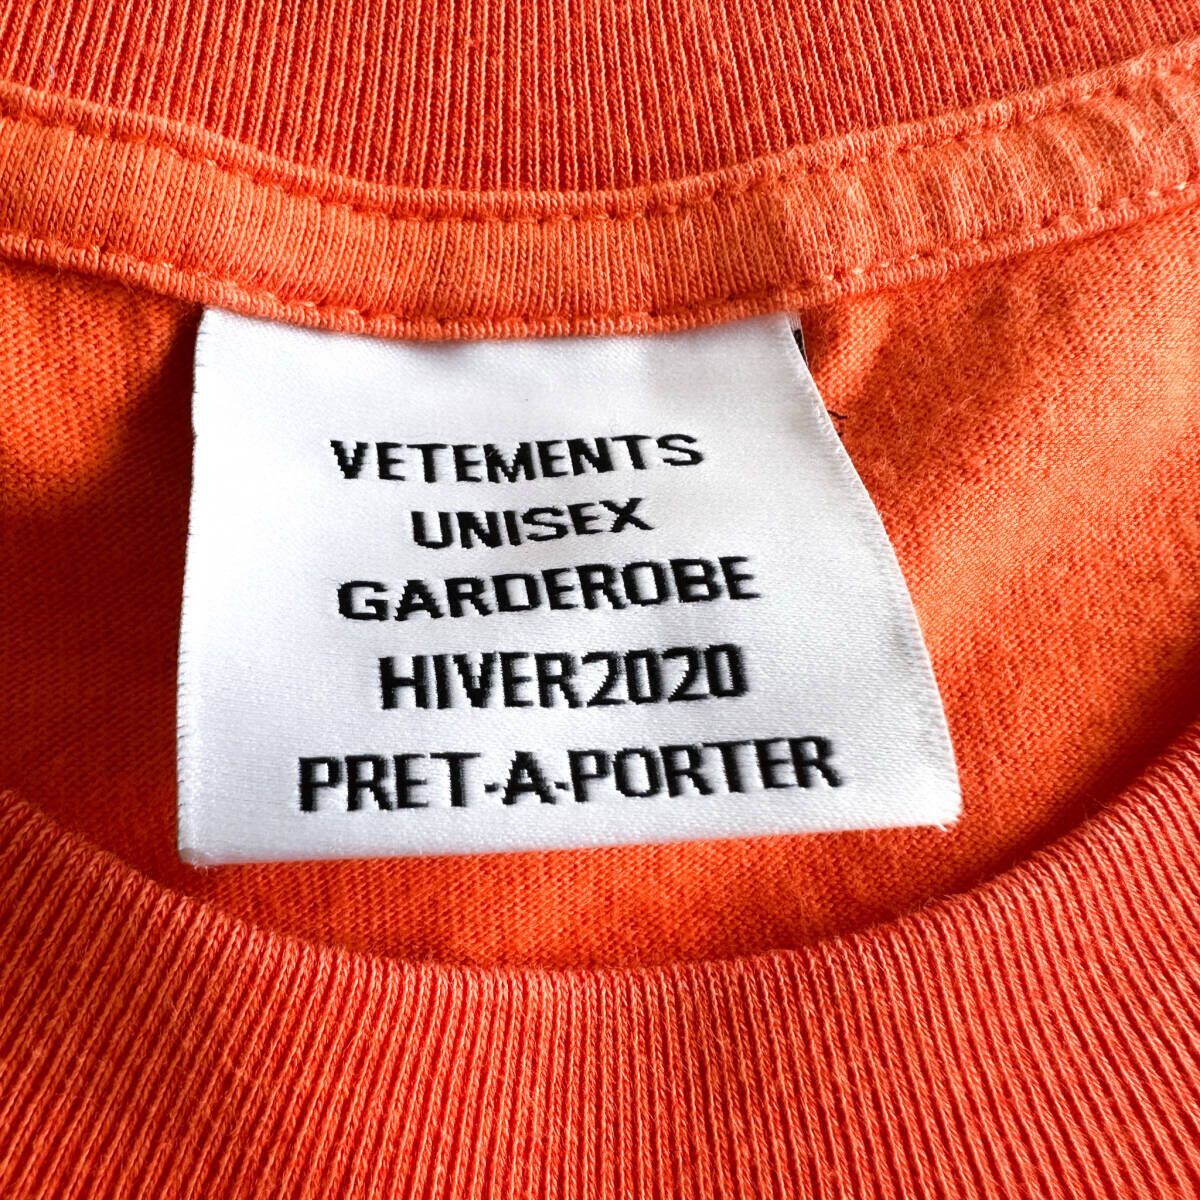 VETEMENTS
UNISEX
GARDEROBE
HIVER2020
PRET-A-PORTER